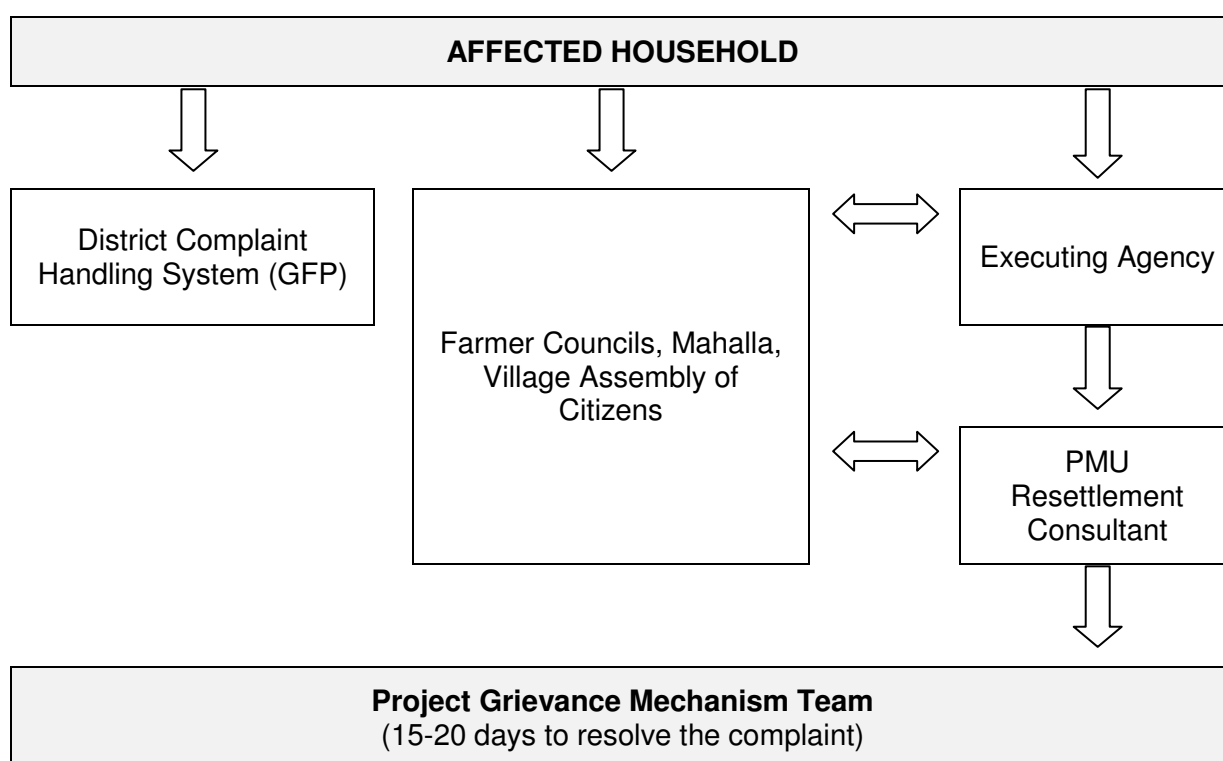 AFFECTED HOUSEHOLD
District Complaint
Handling System (GFP)
Farmer Councils, Mahalla,
Village Assembly of
Citizens
Executing Agency
PMU
Resettlement
Consultant
Project Grievance Mechanism Team
(15-20 days to resolve the complaint)